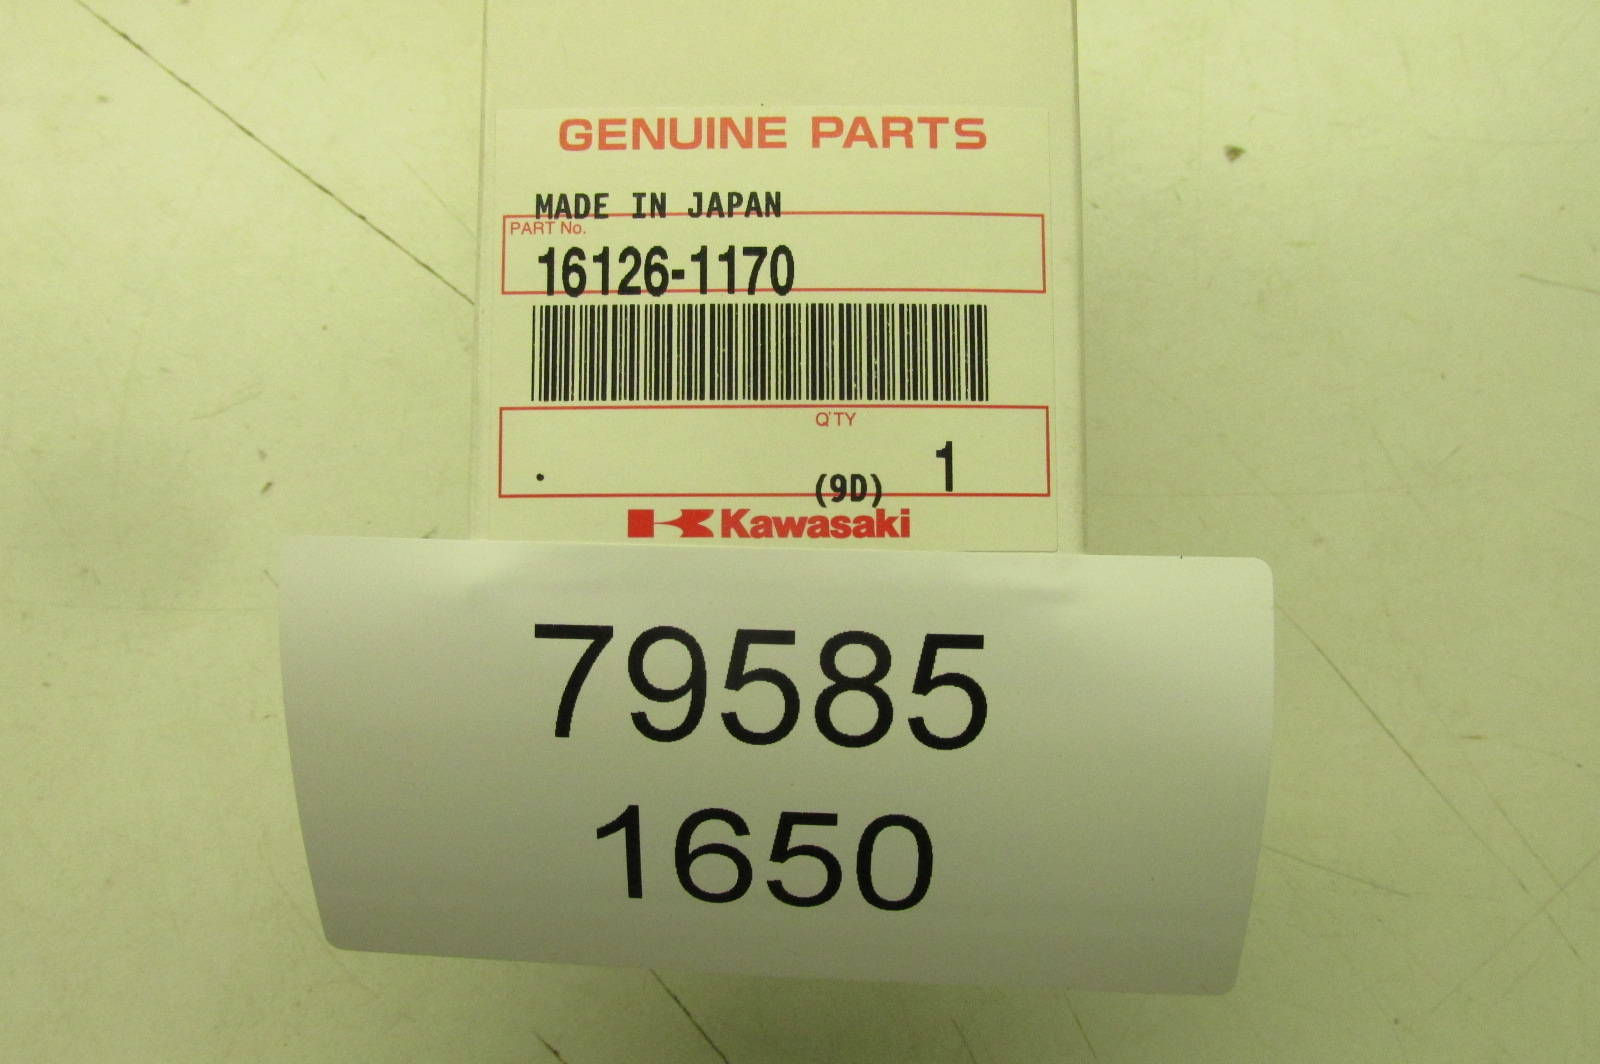 GENUINE PARTS
MADE IN JAPAN
PART No.
16126-1170
Q'TY
. (9D) 1
Kawasaki
79585
1650